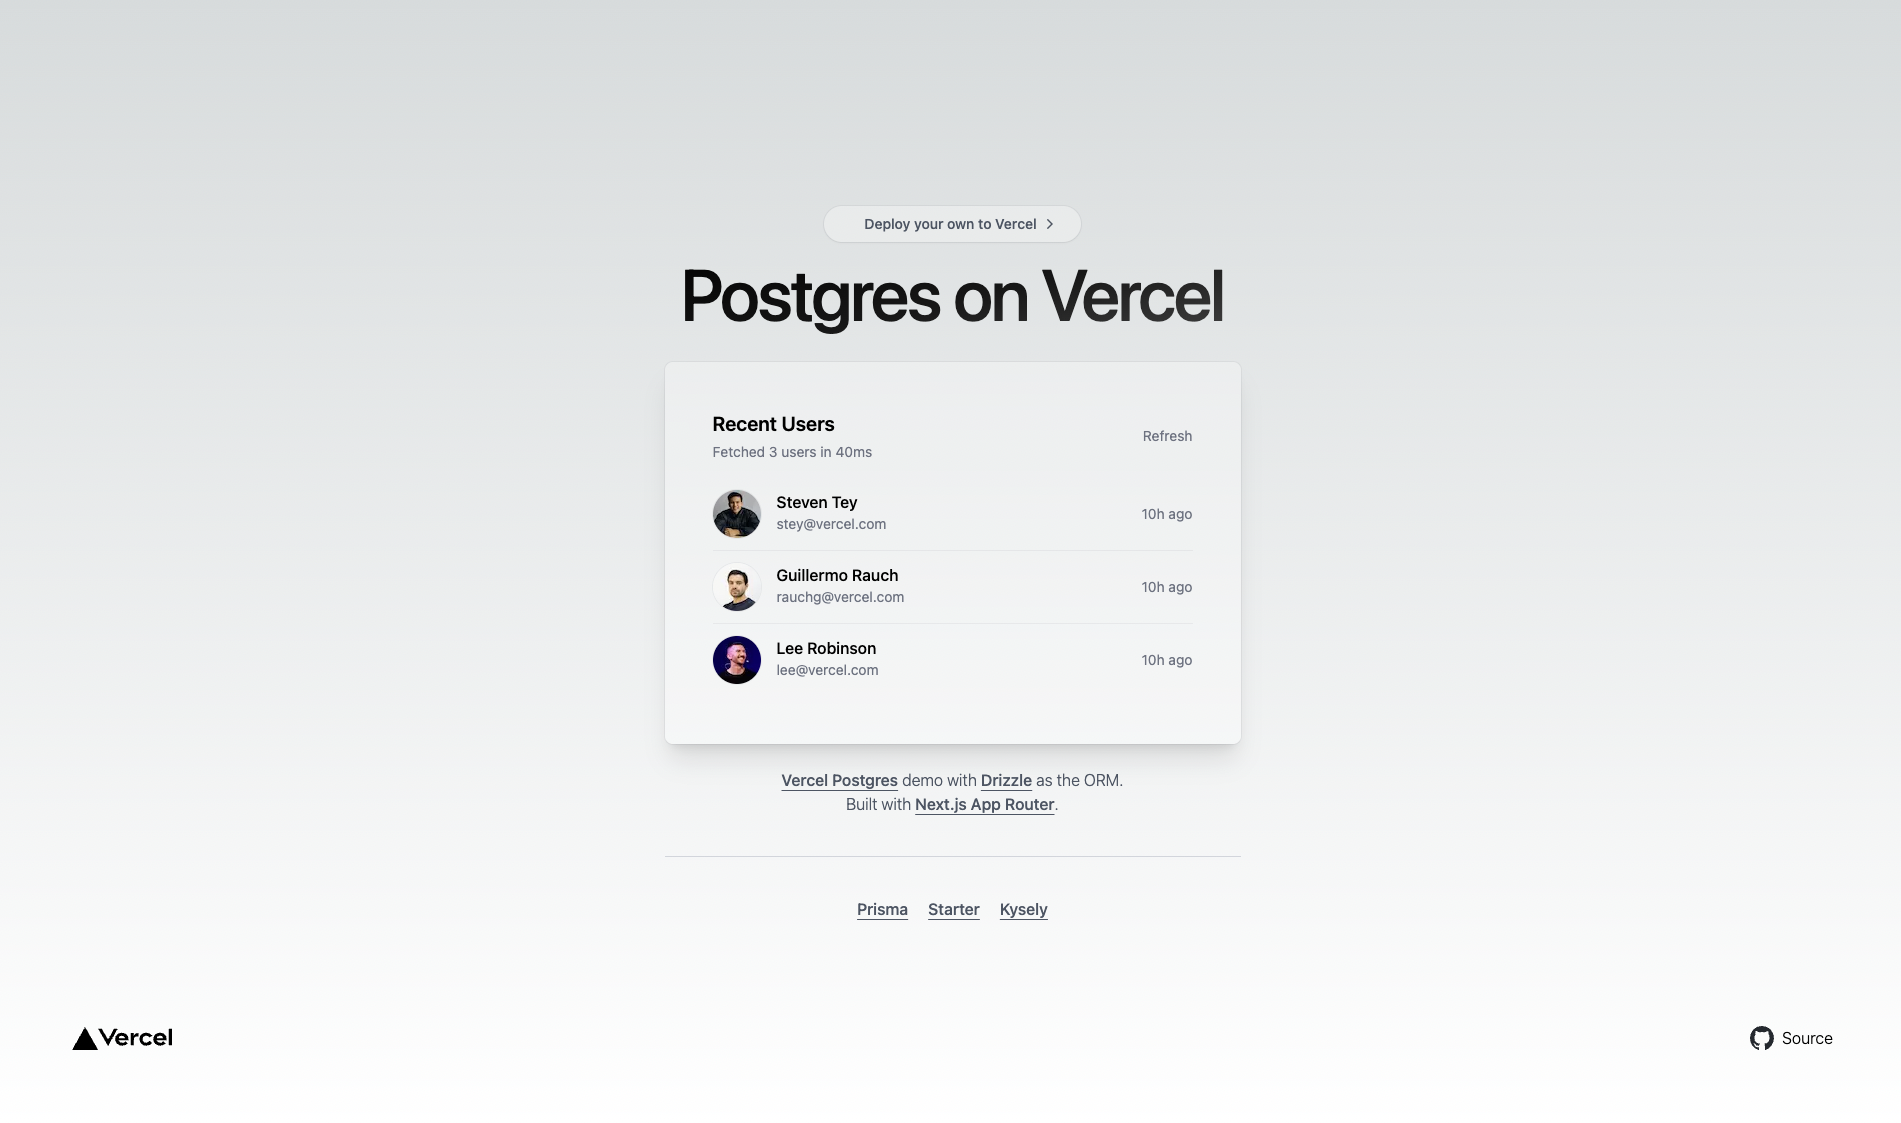 Deploy your own to Vercel
Postgres on Vercel
Recent Users
Fetched 3 users in 40ms
Refresh
Steven Tey
stey@vercel.com
10h ago
Guillermo Rauch
rauchg@vercel.com
10h ago
Lee Robinson
lee@vercel.com
10h ago
Vercel Postgres demo with Drizzle as the ORM.
Built with Next.js App Router.
Prisma Starter Kysely
Vercel
Source